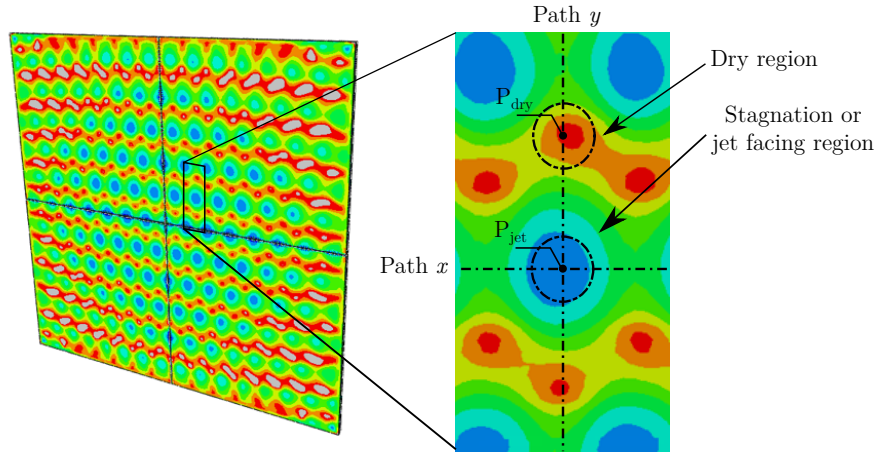 Path y
Dry region
P_dry
Stagnation or
jet facing region
P_jet
Path x